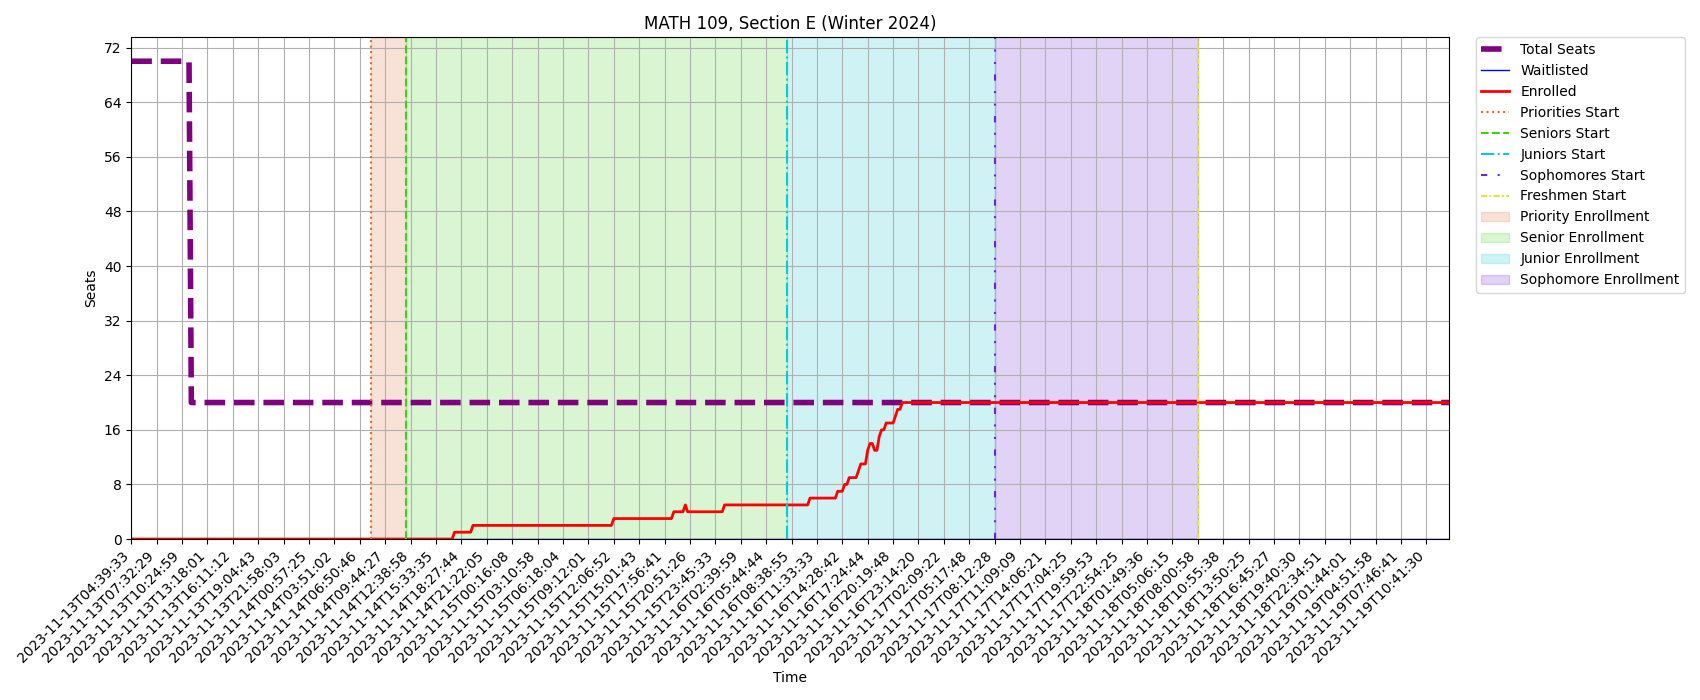 MATH 109, Section E (Winter 2024)
72
64
56
48
40
32
24
16
8
0
Seats
2023-11-13T04:39:33
2023-11-13T07:32:29
2023-11-13T10:24:59
2023-11-13T13:18:01
2023-11-13T16:11:12
2023-11-13T19:04:43
2023-11-13T21:58:03
2023-11-14T00:57:25
2023-11-14T03:51:02
2023-11-14T06:50:46
2023-11-14T09:44:27
2023-11-14T12:38:58
2023-11-14T15:33:35
2023-11-14T18:27:44
2023-11-14T21:22:05
2023-11-15T00:16:08
2023-11-15T03:10:58
2023-11-15T06:18:04
2023-11-15T09:12:01
2023-11-15T12:06:52
2023-11-15T15:01:43
2023-11-15T17:56:41
2023-11-15T20:51:26
2023-11-15T23:45:33
2023-11-16T02:39:59
2023-11-16T05:44:44
2023-11-16T08:38:55
2023-11-16T11:33:33
2023-11-16T14:28:42
2023-11-16T17:24:44
2023-11-16T20:19:48
2023-11-16T23:14:20
2023-11-17T02:09:22
2023-11-17T05:17:48
2023-11-17T08:12:28
2023-11-17T11:09:09
2023-11-17T14:06:21
2023-11-17T17:04:25
2023-11-17T19:59:53
2023-11-17T22:54:25
2023-11-18T01:49:36
2023-11-18T05:06:15
2023-11-18T08:00:58
2023-11-18T10:55:38
2023-11-18T13:50:25
2023-11-18T16:45:27
2023-11-18T19:40:30
2023-11-18T22:34:51
2023-11-19T01:44:01
2023-11-19T04:51:58
2023-11-19T07:46:41
2023-11-19T10:41:30
Time
Total Seats
Waitlisted
Enrolled
Priorities Start
Seniors Start
Juniors Start
Sophomores Start
Freshmen Start
Priority Enrollment
Senior Enrollment
Junior Enrollment
Sophomore Enrollment